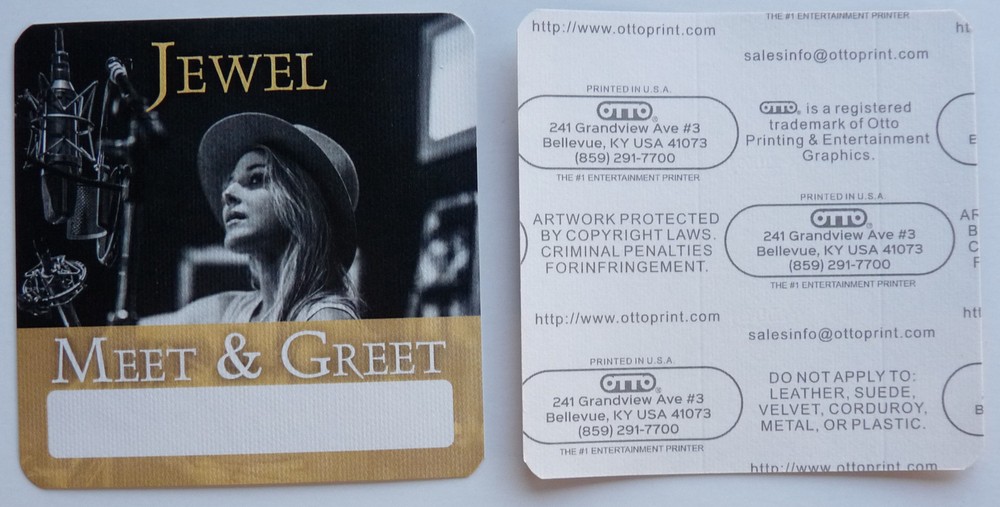 JEWEL
MEET & GREET
THE #1 ENTERTAINMENT PRINTER
http://www.ottoprint.com
salesinfo@ottoprint.com
PRINTED IN U.S.A.
OTTO®
241 Grandview Ave #3
Bellevue, KY USA 41073
(859) 291-7700
THE #1 ENTERTAINMENT PRINTER
OTTO® is a registered
trademark of Otto
Printing & Entertainment
Graphics.
ARTWORK PROTECTED
BY COPYRIGHT LAWS.
CRIMINAL PENALTIES
FORINFRINGEMENT.
PRINTED IN U.S.A.
OTTO®
241 Grandview Ave #3
Bellevue, KY USA 41073
(859) 291-7700
THE #1 ENTERTAINMENT PRINTER
http://www.ottoprint.com
salesinfo@ottoprint.com
PRINTED IN U.S.A.
OTTO®
241 Grandview Ave #3
Bellevue, KY USA 41073
(859) 291-7700
THE #1 ENTERTAINMENT PRINTER
DO NOT APPLY TO:
LEATHER, SUEDE,
VELVET, CORDUROY,
METAL, OR PLASTIC.
http://www.ottoprint.com